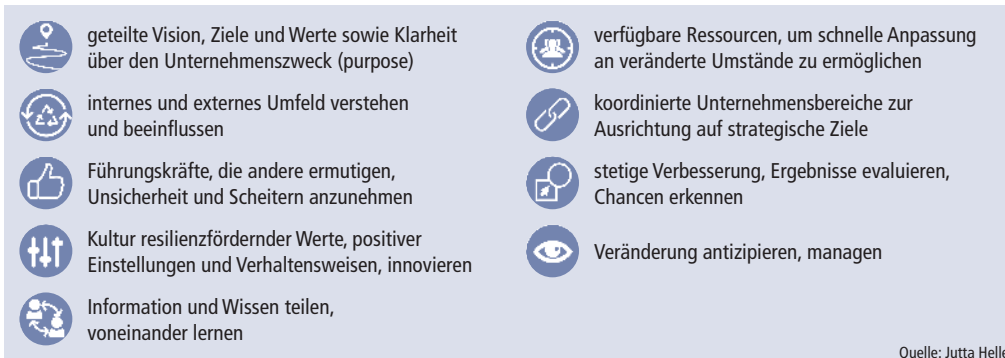 geteilte Vision, Ziele und Werte sowie Klarheit
über den Unternehmenszweck (purpose)
internes und externes Umfeld verstehen
und beeinflussen
Führungskräfte, die andere ermutigen,
Unsicherheit und Scheitern anzunehmen
Kultur resilienzfördernder Werte, positiver
Einstellungen und Verhaltensweisen, innovieren
Information und Wissen teilen,
voneinander lernen
verfügbare Ressourcen, um schnelle Anpassung
an veränderte Umstände zu ermöglichen
koordinierte Unternehmensbereiche zur
Ausrichtung auf strategische Ziele
stetige Verbesserung, Ergebnisse evaluieren,
Chancen erkennen
Veränderung antizipieren, managen
Quelle: Jutta Helle